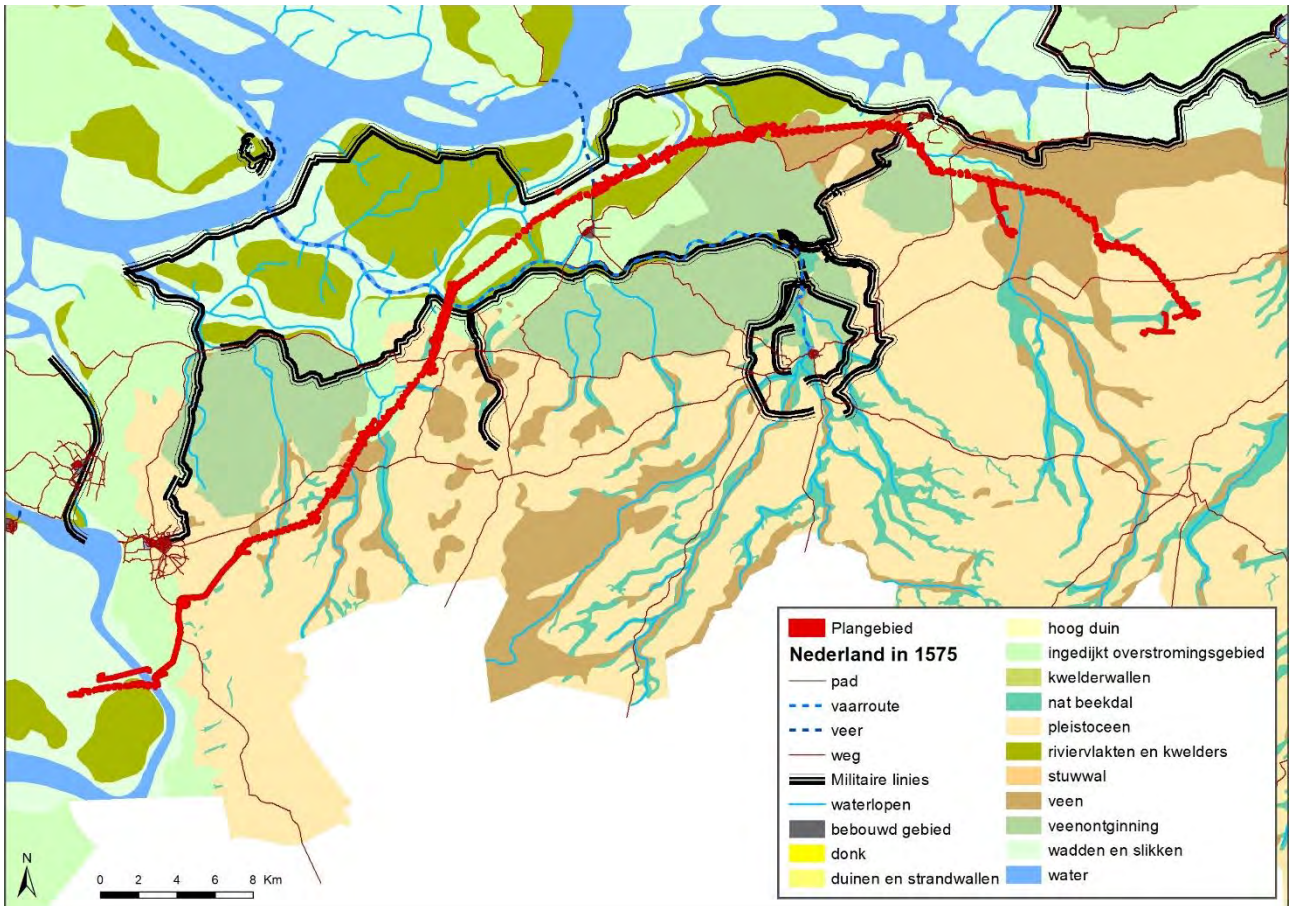 Plangebied
Nederland in 1575
pad
vaarroute
veer
weg
Militaire linies
waterlopen
bebouwd gebied
donk
duinen en strandwallen
hoog duin
ingedijkt overstromingsgebied
kwelderwallen
nat beekdal
pleistoceen
riviervlakten en kwelders
stuwwal
veen
veenontginning
wadden en slikken
water
N
0 2 4 6 8 Km